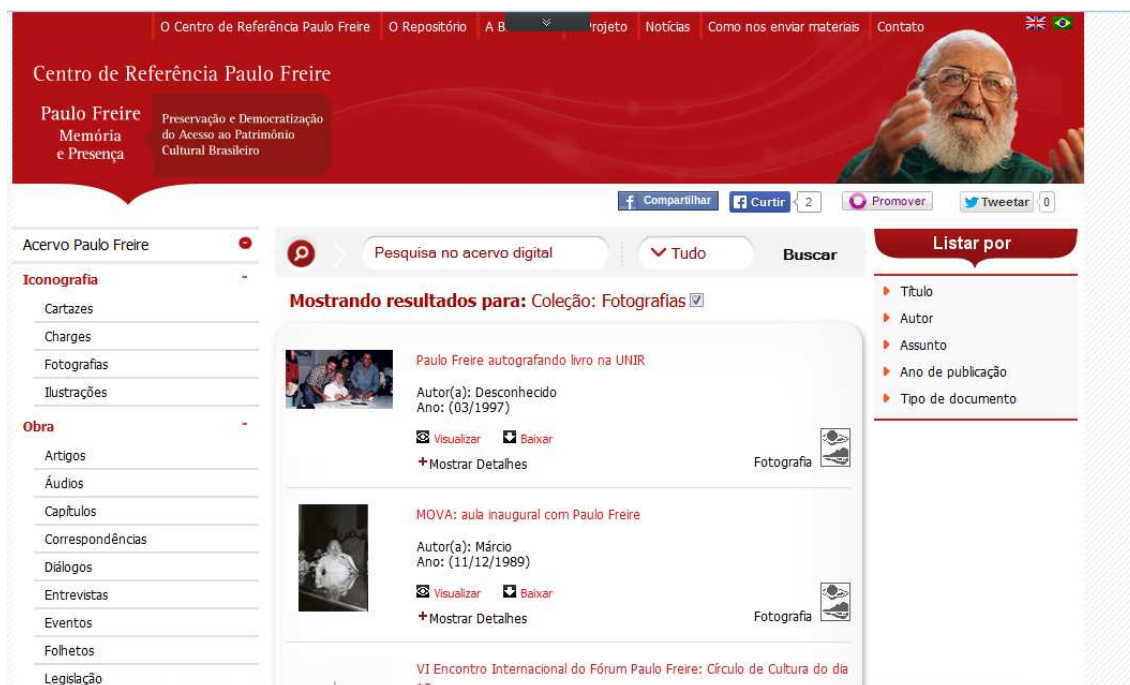 O Centro de Referência Paulo Freire O Repositório A B rojeto Notícias Como nos enviar materiais Contato
Centro de Referência Paulo Freire
Paulo Freire
Memória
e Presença
Preservação e Democratização
do Acesso ao Patrimônio
Cultural Brasileiro
Compartilhar Curtir 2 Promover Tweetar 0
Acervo Paulo Freire
Iconografia -
Cartazes
Charges
Fotografias
Ilustrações
Obra -
Artigos
Áudios
Capítulos
Correspondências
Diálogos
Entrevistas
Eventos
Folhetos
Legislação
Pesquisa no acervo digital Tudo Buscar
Mostrando resultados para: Coleção: Fotografias
Paulo Freire autografando livro na UNIR
Autor(a): Desconhecido
Ano: (03/1997)
Visualizar Baixar
+Mostrar Detalhes Fotografia
MOVA: aula inaugural com Paulo Freire
Autor(a): Márcio
Ano: (11/12/1989)
Visualizar Baixar
+Mostrar Detalhes Fotografia
VI Encontro Internacional do Fórum Paulo Freire: Círculo de Cultura do dia
Listar por
Título
Autor
Assunto
Ano de publicação
Tipo de documento